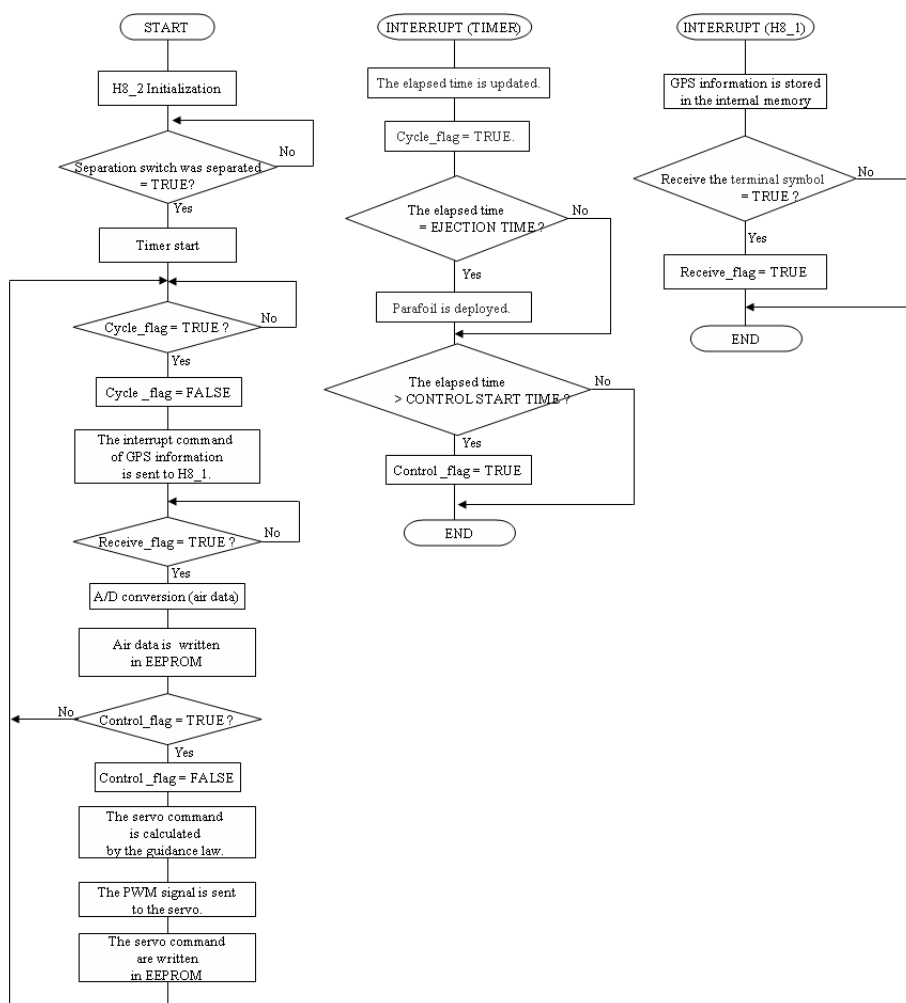 START
H8_2 Initialization
No
Separation switch was separated
= TRUE?
Yes
Timer start
No
Cycle_flag = TRUE ?
Yes
Cycle _flag = FALSE
The interrupt command
of GPS information
is sent to H8_1.
Receive_flag = TRUE ?
No
Yes
A/D conversion (air data)
Air data is written
in EEPROM
No
Control_flag = TRUE?
Yes
Control _flag = FALSE
The servo command
is calculated
by the guidance law.
The PWM signal is sent
to the servo.
The servo command
are written
in EEPROM
INTERRUPT (TIMER)
The elapsed time is updated.
Cycle_flag = TRUE.
The elapsed time
= EJECTION TIME ?
No
Yes
Parafoil is deployed.
The elapsed time
> CONTROL START TIME ?
No
Yes
Control _flag = TRUE
END
INTERRUPT (H8_1)
GPS information is stored
in the internal memory
Receive the terminal symbol
= TRUE ?
No
Yes
Receive_flag = TRUE
END